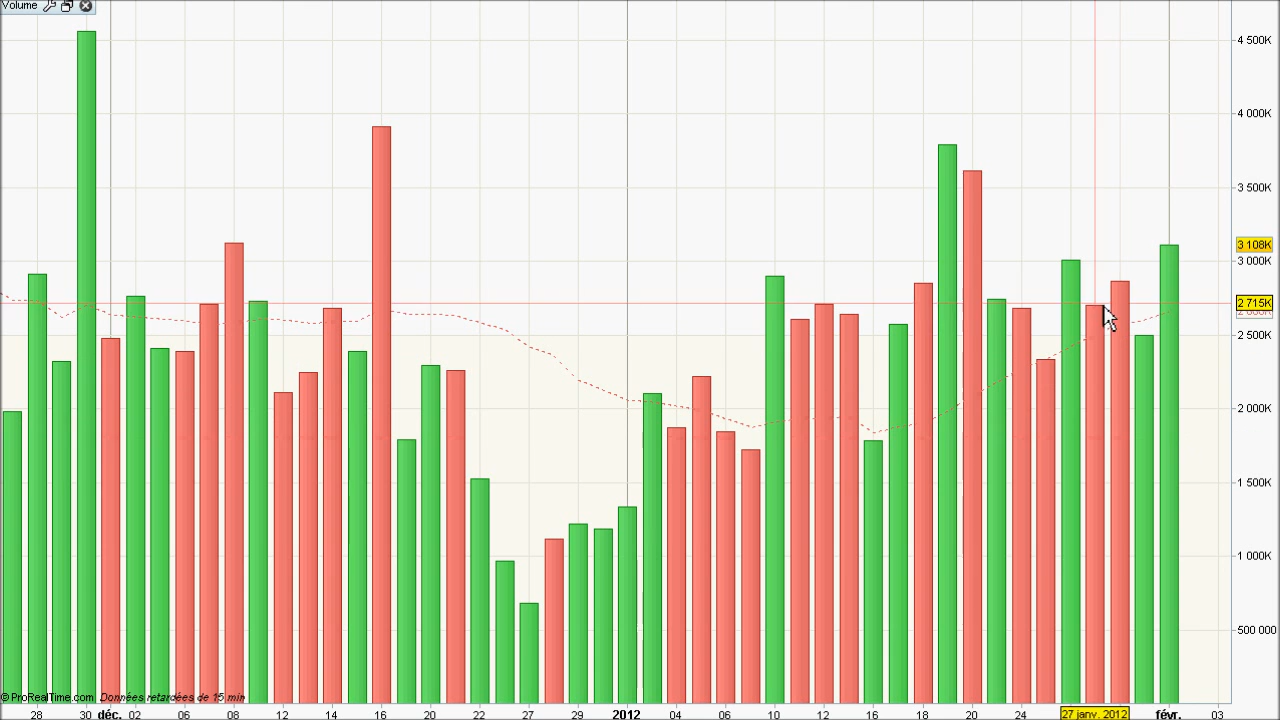 Volume
4 500K
4 000K
3 500K
3 108K
3 000K
2 715K
2 500K
2 000K
1 500K
1 000K
500 000
© ProRealTime.com Données retardées de 15 min
28 30 déc. 02 06 08 12 14 16 20 22 27 29 2012 04 06 10 12 16 18 20 24 27 janv. 2012 févr. 03